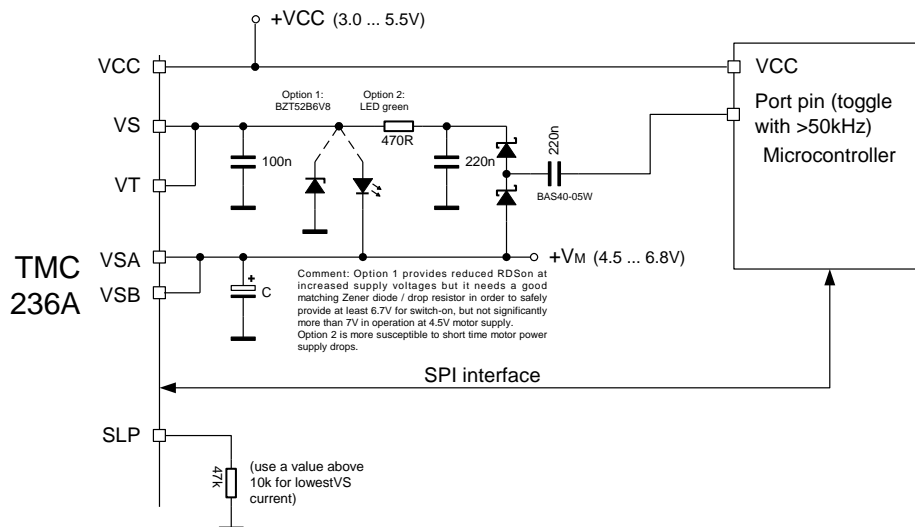 +VCC (3.0 ... 5.5V)
VCC
VCC
Option 1:
BZT52B6V8
Option 2:
LED green
Port pin (toggle
with >50kHz)
Microcontroller
VS
470R
100n
220n
220n
BAS40-05W
VT
VSA
+VM (4.5 ... 6.8V)
TMC
236A
VSB
+
C
Comment: Option 1 provides reduced RDSon at
increased supply voltages but it needs a good
matching Zener diode / drop resistor in order to safely
provide at least 6.7V for switch-on, but not significantly
more than 7V in operation at 4.5V motor supply.
Option 2 is more susceptible to short time motor power
supply drops.
SPI interface
SLP
47k
(use a value above
10k for lowestVS
current)